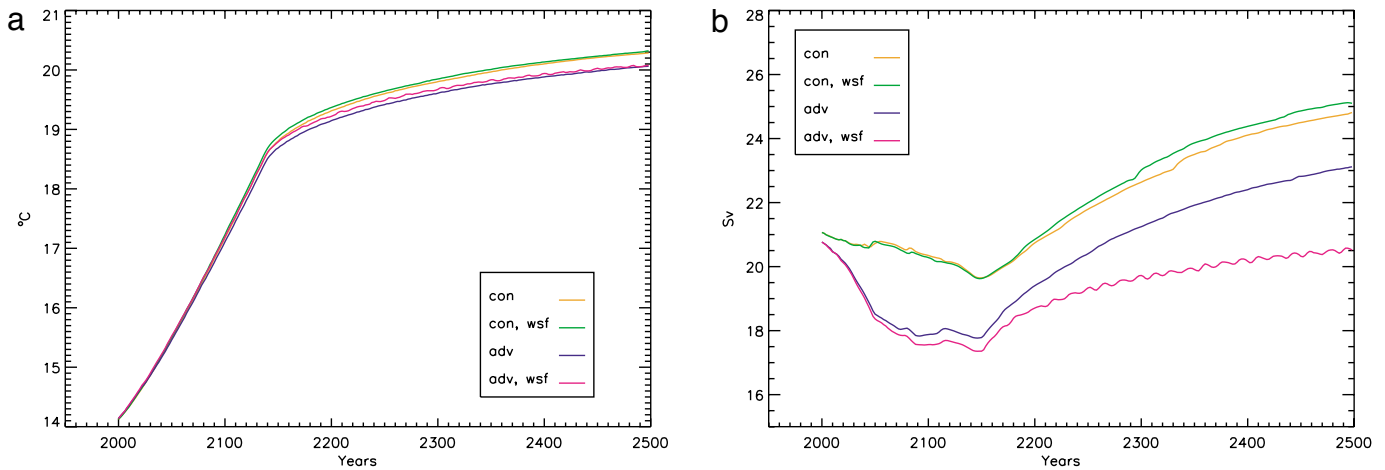 a
21
20
19
18
17
16
15
14
°C
con
con, wsf
adv
adv, wsf
2000 2100 2200 2300 2400 2500
Years
b
28
26
24
22
20
18
16
Sv
con
con, wsf
adv
adv, wsf
2000 2100 2200 2300 2400 2500
Years